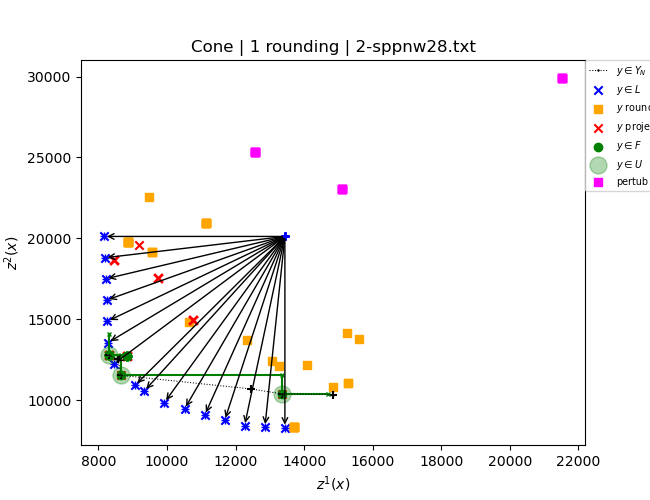 Cone | 1 rounding | 2-sppnw28.txt
30000
25000
20000
15000
10000
z²(x)
8000 10000 12000 14000 16000 18000 20000 22000
z¹(x)
y ∈ Y_N
y ∈ L
y roun
y proje
y ∈ F
y ∈ U
pertub